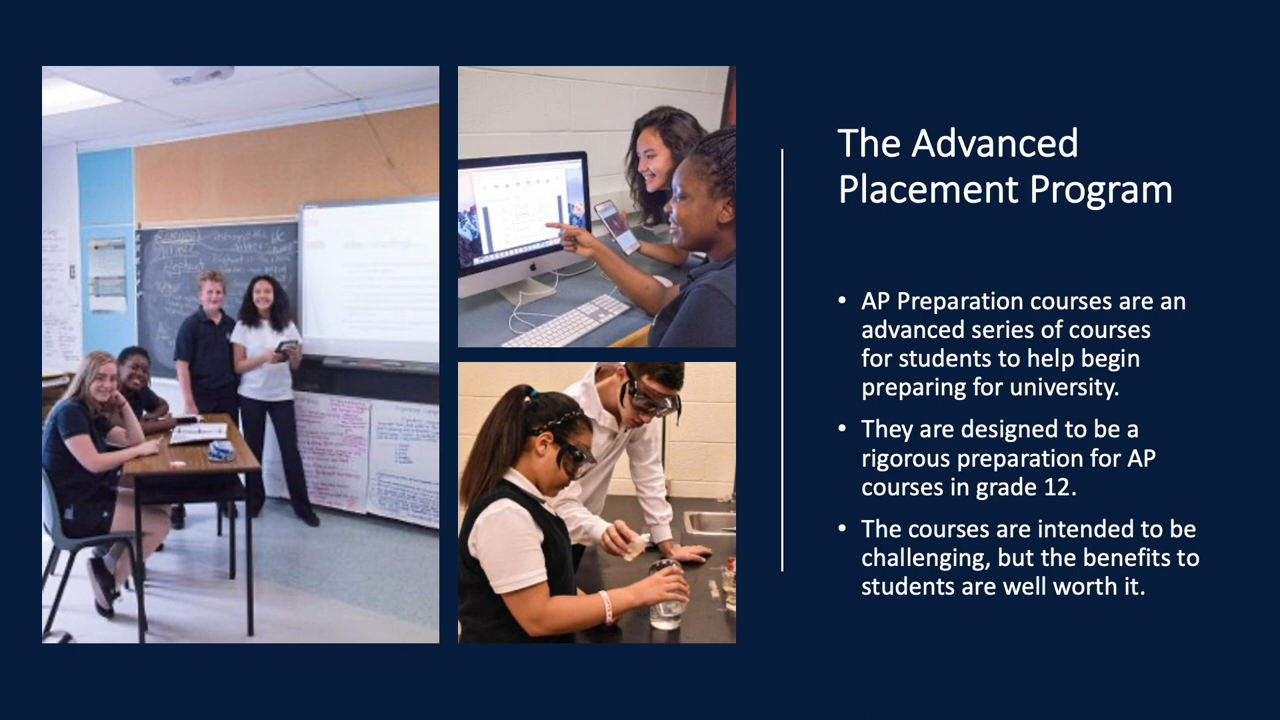 The Advanced
Placement Program
• AP Preparation courses are an
advanced series of courses
for students to help begin
preparing for university.
• They are designed to be a
rigorous preparation for AP
courses in grade 12.
• The courses are intended to be
challenging, but the benefits to
students are well worth it.